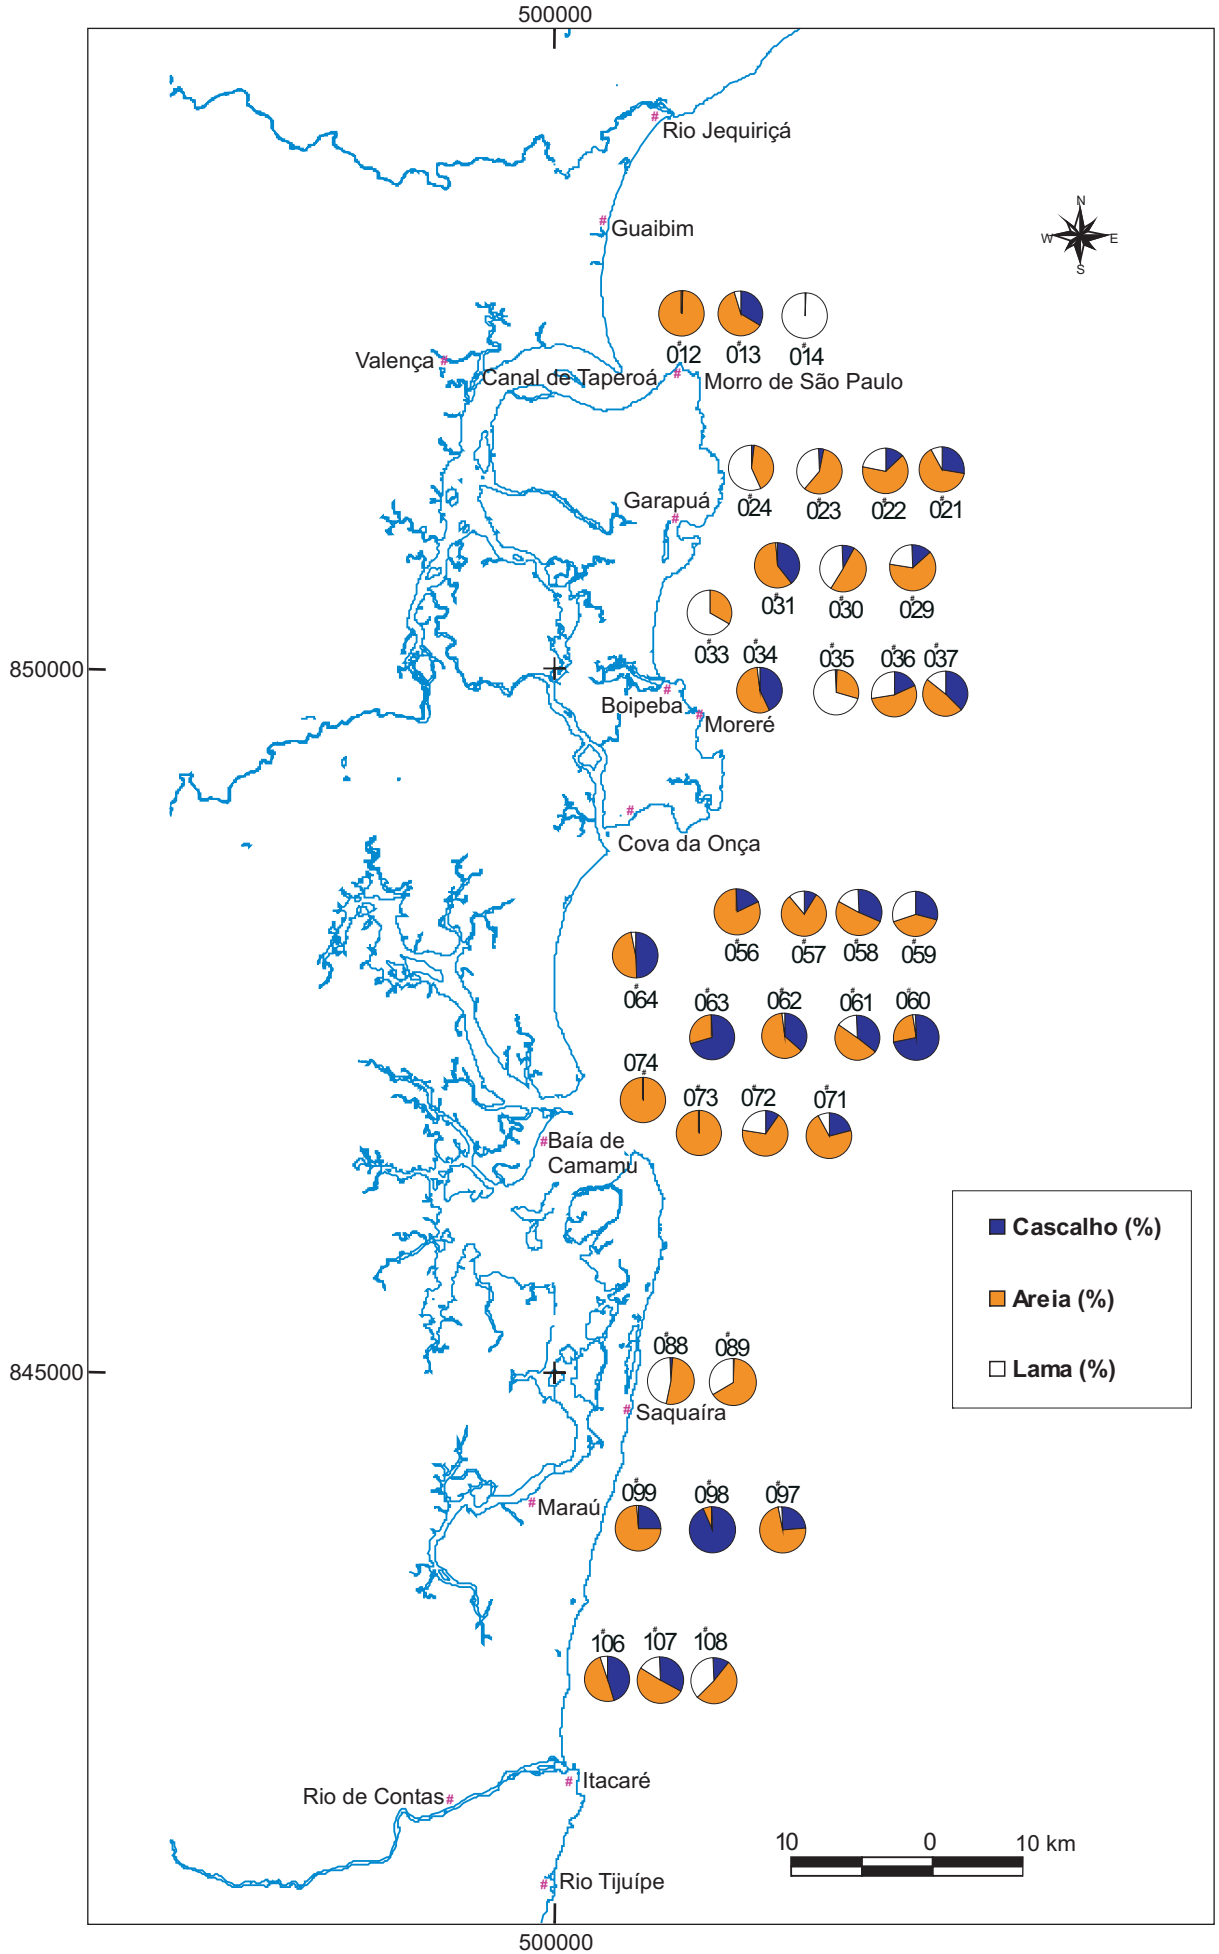 500000
Rio Jequiriçá
N
W E
S
Guaibim
012 013 014
Valença
Canal de Taperoá
Morro de São Paulo
024 023 022 021
Garapuá
031 030 029
033 034 035 036 037
850000
Boipeba
Moreré
Cova da Onça
056 057 058 059
064
063 062 061 060
074
073 072 071
Baía de
Camamu
Cascalho (%)
Areia (%)
Lama (%)
088 089
845000
Saquaíra
099 098 097
Maraú
106 107 108
Itacaré
Rio de Contas
10 0 10 km
Rio Tijuípe
500000